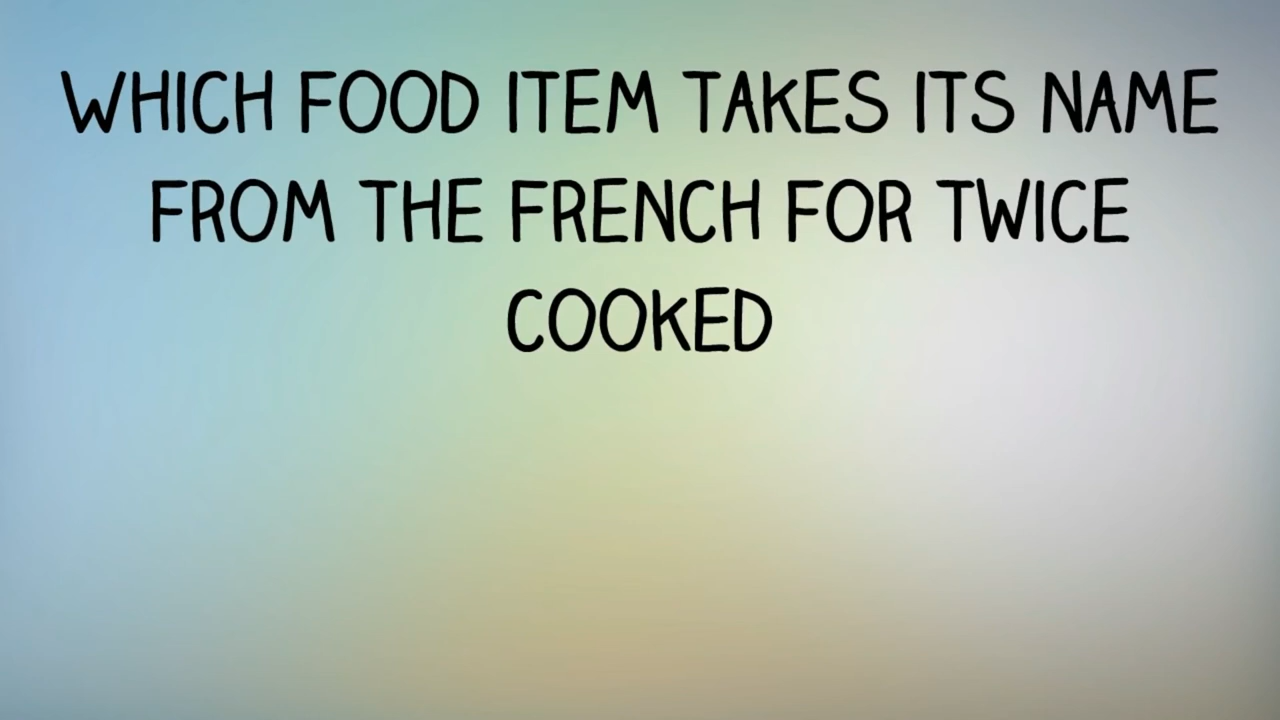 WHICH FOOD ITEM TAKES ITS NAME
FROM THE FRENCH FOR TWICE
COOKED